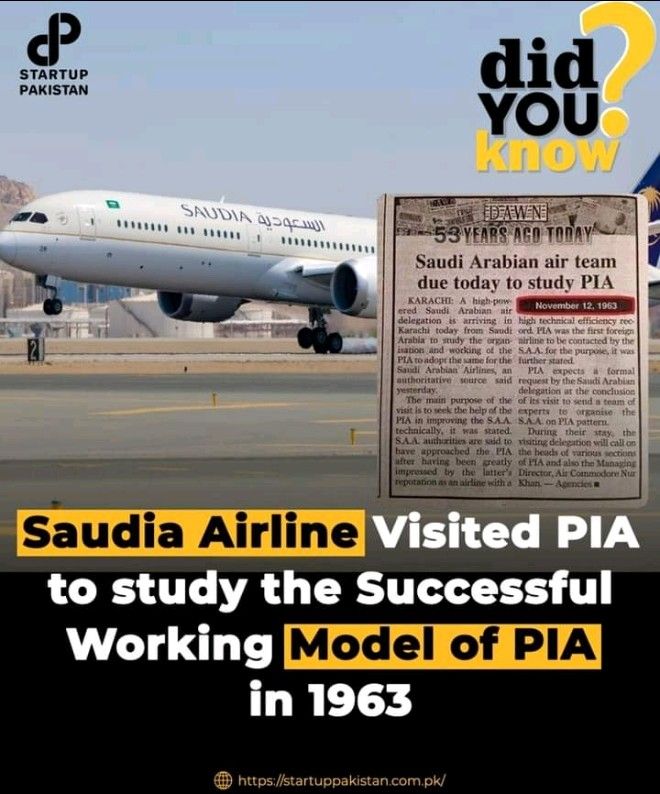 STARTUP
PAKISTAN
did
YOU
know?
SAUDIA السعودية
2
DAWN
53 YEARS AGO TODAY
Saudi Arabian air team
due today to study PIA
November 12, 1963
KARACHI: A high-pow-
ered Saudi Arabian air
delegation is arriving in
Karachi today from Saudi
Arabia to study the organ-
isation and working of the
PIA to adopt the same for the
Saudi Arabian Airlines, an
authoritative source said
yesterday.
The main purpose of the
visit is to seek the help of the
PIA in improving the S.A.A.
technically, it was stated.
S.A.A. authorities are said to
have approached the PIA
after having been greatly
impressed by the latter's
reputation as an airline with a
high technical efficiency rec-
ord. PIA was the first foreign
airline to be contacted by the
S.A.A. for the purpose, it was
further stated.
PIA expects a formal
request by the Saudi Arabian
delegation at the conclusion
of its visit to send a team of
experts to organise the
S.A.A. on PIA pattern.
During their stay, the
visiting delegation will call on
the heads of various sections
of PIA and also the Managing
Director, Air Commodore Nur
Khan. — Agencies
Saudia Airline Visited PIA
to study the Successful
Working Model of PIA
in 1963
https://startuppakistan.com.pk/